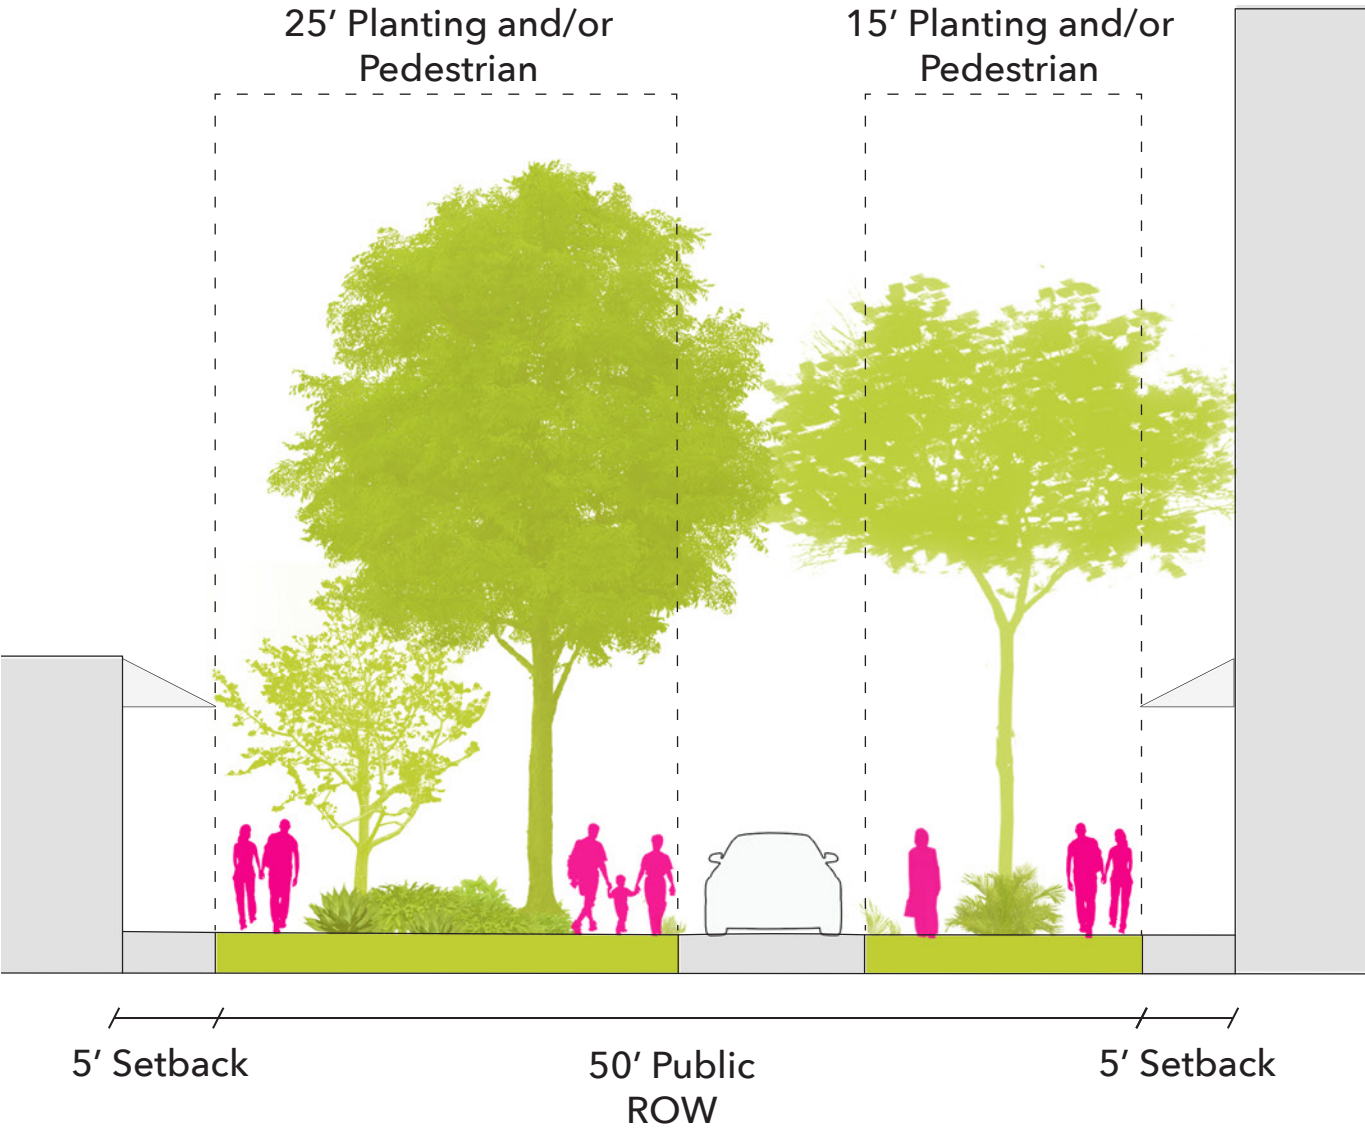 25′ Planting and/or
Pedestrian
15′ Planting and/or
Pedestrian
5′ Setback
50′ Public
ROW
5′ Setback